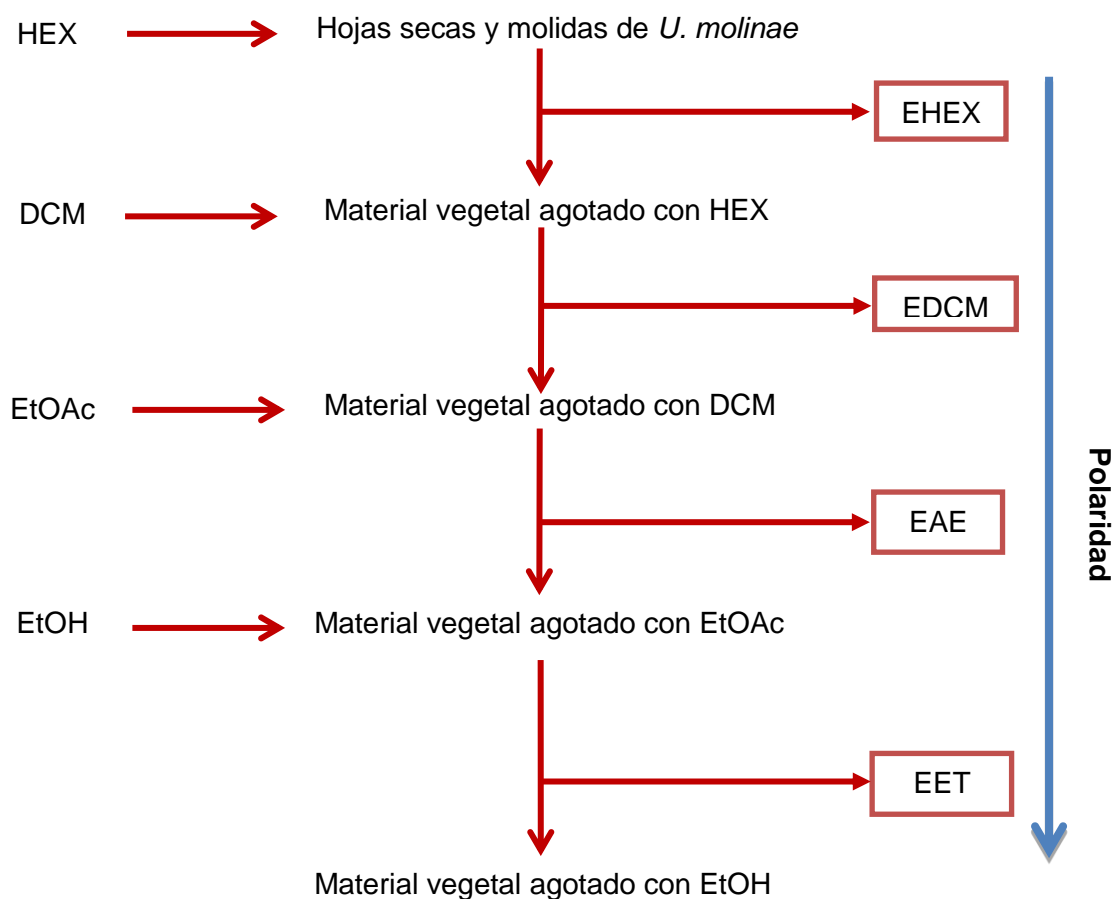 HEX
Hojas secas y molidas de U. molinae
EHEX
DCM
Material vegetal agotado con HEX
EDCM
EtOAc
Material vegetal agotado con DCM
Polaridad
EAE
EtOH
Material vegetal agotado con EtOAc
EET
Material vegetal agotado con EtOH